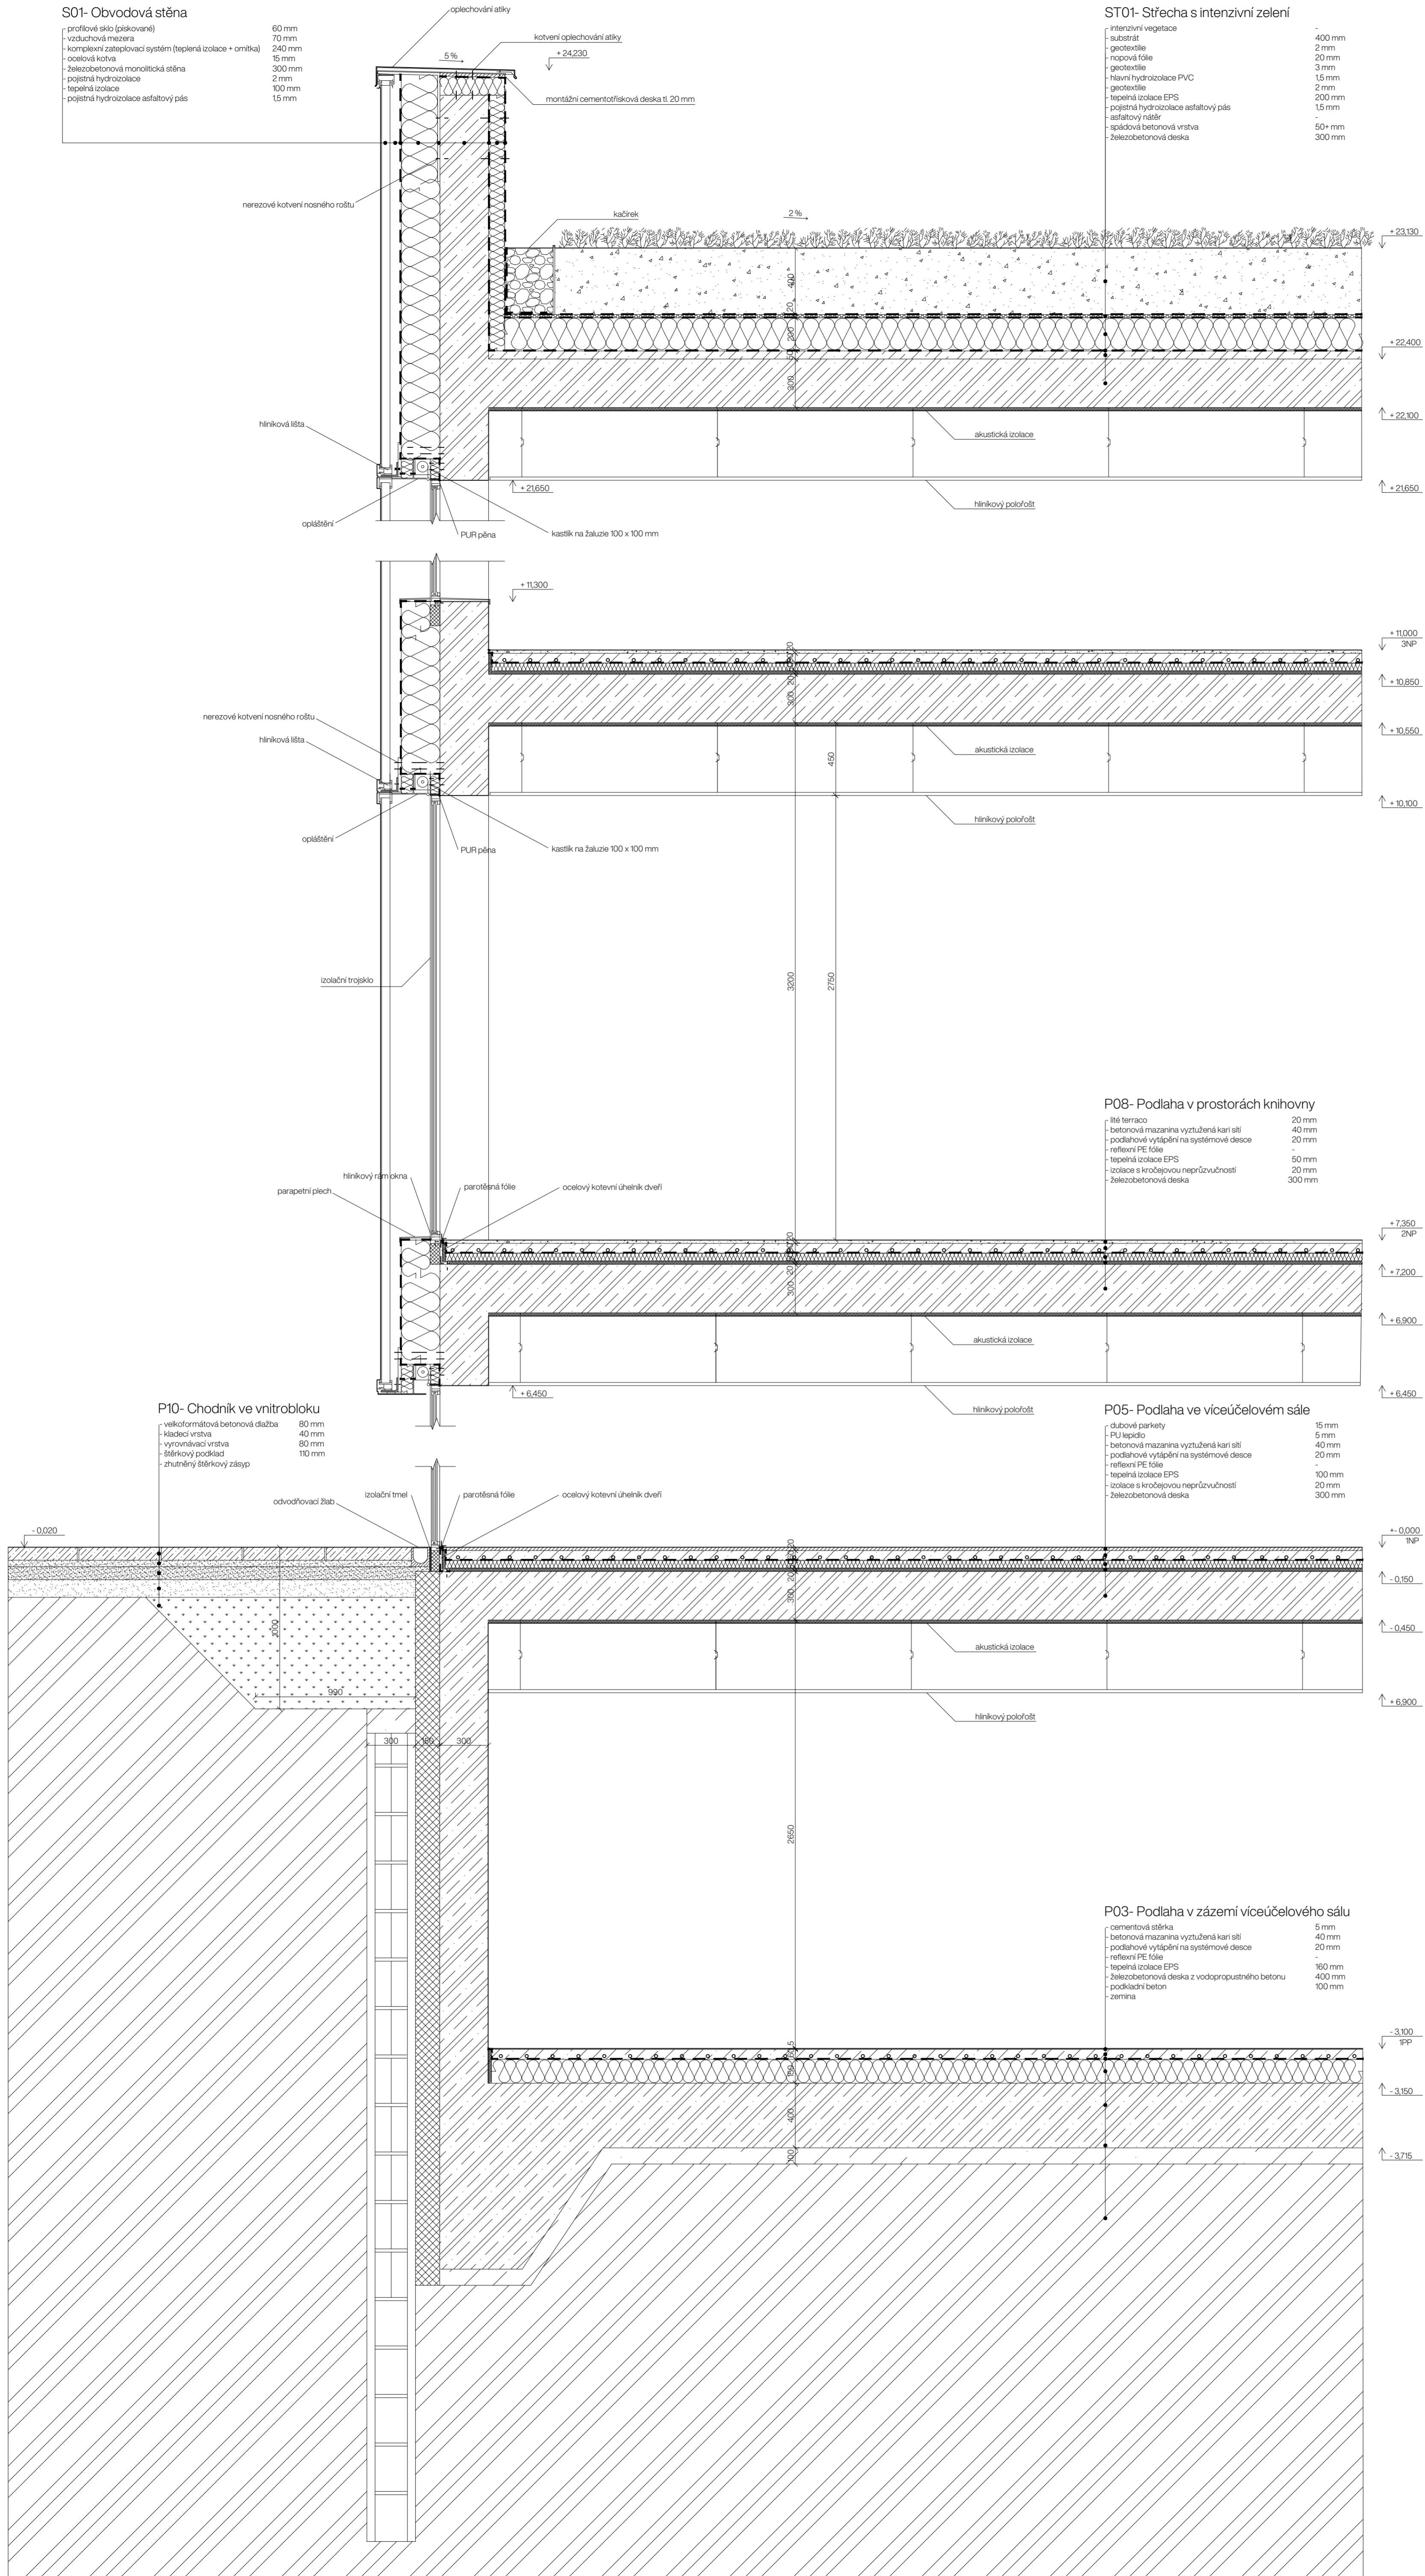 S01- Obvodová stěna
- profilové sklo (pískované) 60 mm
- vzduchová mezera 70 mm
- komplexní zateplovací systém (teplená izolace + omítka) 240 mm
- ocelová kotva 15 mm
- železobetonová monolitická stěna 300 mm
- pojistná hydroizolace 2 mm
- tepelná izolace 100 mm
- pojistná hydroizolace asfaltový pás 1,5 mm
oplechování atiky
kotvení oplechování atiky
5 %
+ 24,230
montážní cementotřísková deska tl. 20 mm
ST01- Střecha s intenzivní zelení
- intenzivní vegetace -
- substrát 400 mm
- geotextilie 2 mm
- nopová fólie 20 mm
- geotextilie 3 mm
- hlavní hydroizolace PVC 1,5 mm
- geotextilie 2 mm
- tepelná izolace EPS 200 mm
- pojistná hydroizolace asfaltový pás 1,5 mm
- asfaltový nátěr -
- spádová betonová vrstva 50+ mm
- železobetonová deska 300 mm
nerezové kotvení nosného roštu
kačírek
2 %
+ 23,130
400
20
200
50
300
+ 22,400
+ 22,100
hliníková lišta
akustická izolace
+ 21,650
+ 21,650
hliníkový polorošt
opláštění
PUR pěna
kastlík na žaluzie 100 x 100 mm
+ 11,300
+ 11,000
3NP
20
20
300
+ 10,850
nerezové kotvení nosného roštu
+ 10,550
hliníková lišta
akustická izolace
450
+ 10,100
hliníkový polorošt
opláštění
PUR pěna
kastlík na žaluzie 100 x 100 mm
izolační trojsklo
3200
2750
P08- Podlaha v prostorách knihovny
- lité terraco 20 mm
- betonová mazanina vyztužená kari sítí 40 mm
- podlahové vytápění na systémové desce 20 mm
- reflexní PE fólie -
- tepelná izolace EPS 50 mm
- izolace s kročejovou neprůzvučností 20 mm
- železobetonová deska 300 mm
hliníkový rám okna
parapetní plech
parotěsná fólie
ocelový kotevní úhelník dveří
+ 7,350
2NP
20
20
300
+ 7,200
+ 6,900
akustická izolace
+ 6,450
+ 6,450
hliníkový polorošt
P10- Chodník ve vnitrobloku
- velkoformátová betonová dlažba 80 mm
- kladecí vrstva 40 mm
- vyrovnávací vrstva 80 mm
- štěrkový podklad 110 mm
- zhutněný štěrkový zásyp
P05- Podlaha ve víceúčelovém sále
- dubové parkety 15 mm
- PU lepidlo 5 mm
- betonová mazanina vyztužená kari sítí 40 mm
- podlahové vytápění na systémové desce 20 mm
- reflexní PE fólie -
- tepelná izolace EPS 100 mm
- izolace s kročejovou neprůzvučností 20 mm
- železobetonová deska 300 mm
izolační tmel
parotěsná fólie
ocelový kotevní úhelník dveří
odvodňovací žlab
- 0,020
+- 0,000
1NP
20
20
300
- 0,150
- 0,450
1000
akustická izolace
990
+ 6,900
hliníkový polorošt
300
150
300
2650
P03- Podlaha v zázemí víceúčelového sálu
- cementová stěrka 5 mm
- betonová mazanina vyztužená kari sítí 40 mm
- podlahové vytápění na systémové desce 20 mm
- reflexní PE fólie -
- tepelná izolace EPS 160 mm
- železobetonová deska z vodopropustného betonu 400 mm
- podkladní beton 100 mm
- zemina
- 3,100
1PP
150
- 3,150
400
100
- 3,715